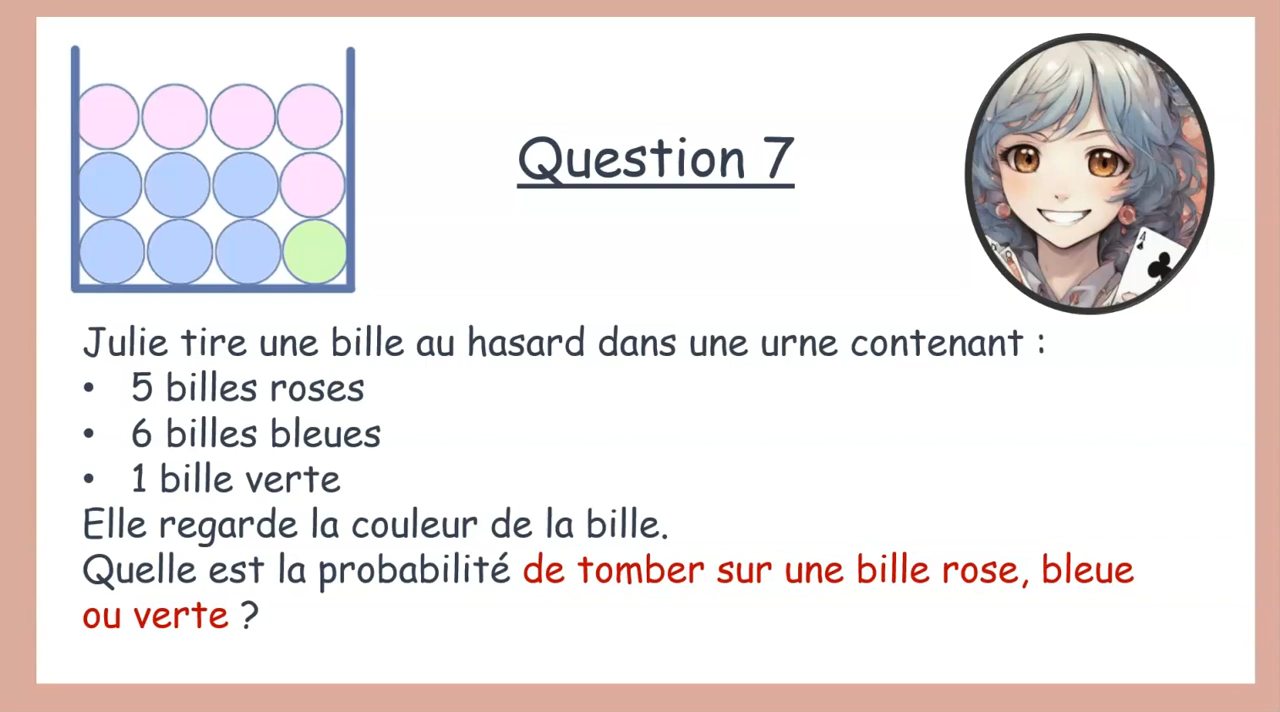 Question 7
Julie tire une bille au hasard dans une urne contenant :
• 5 billes roses
• 6 billes bleues
• 1 bille verte
Elle regarde la couleur de la bille.
Quelle est la probabilité de tomber sur une bille rose, bleue
ou verte ?
A